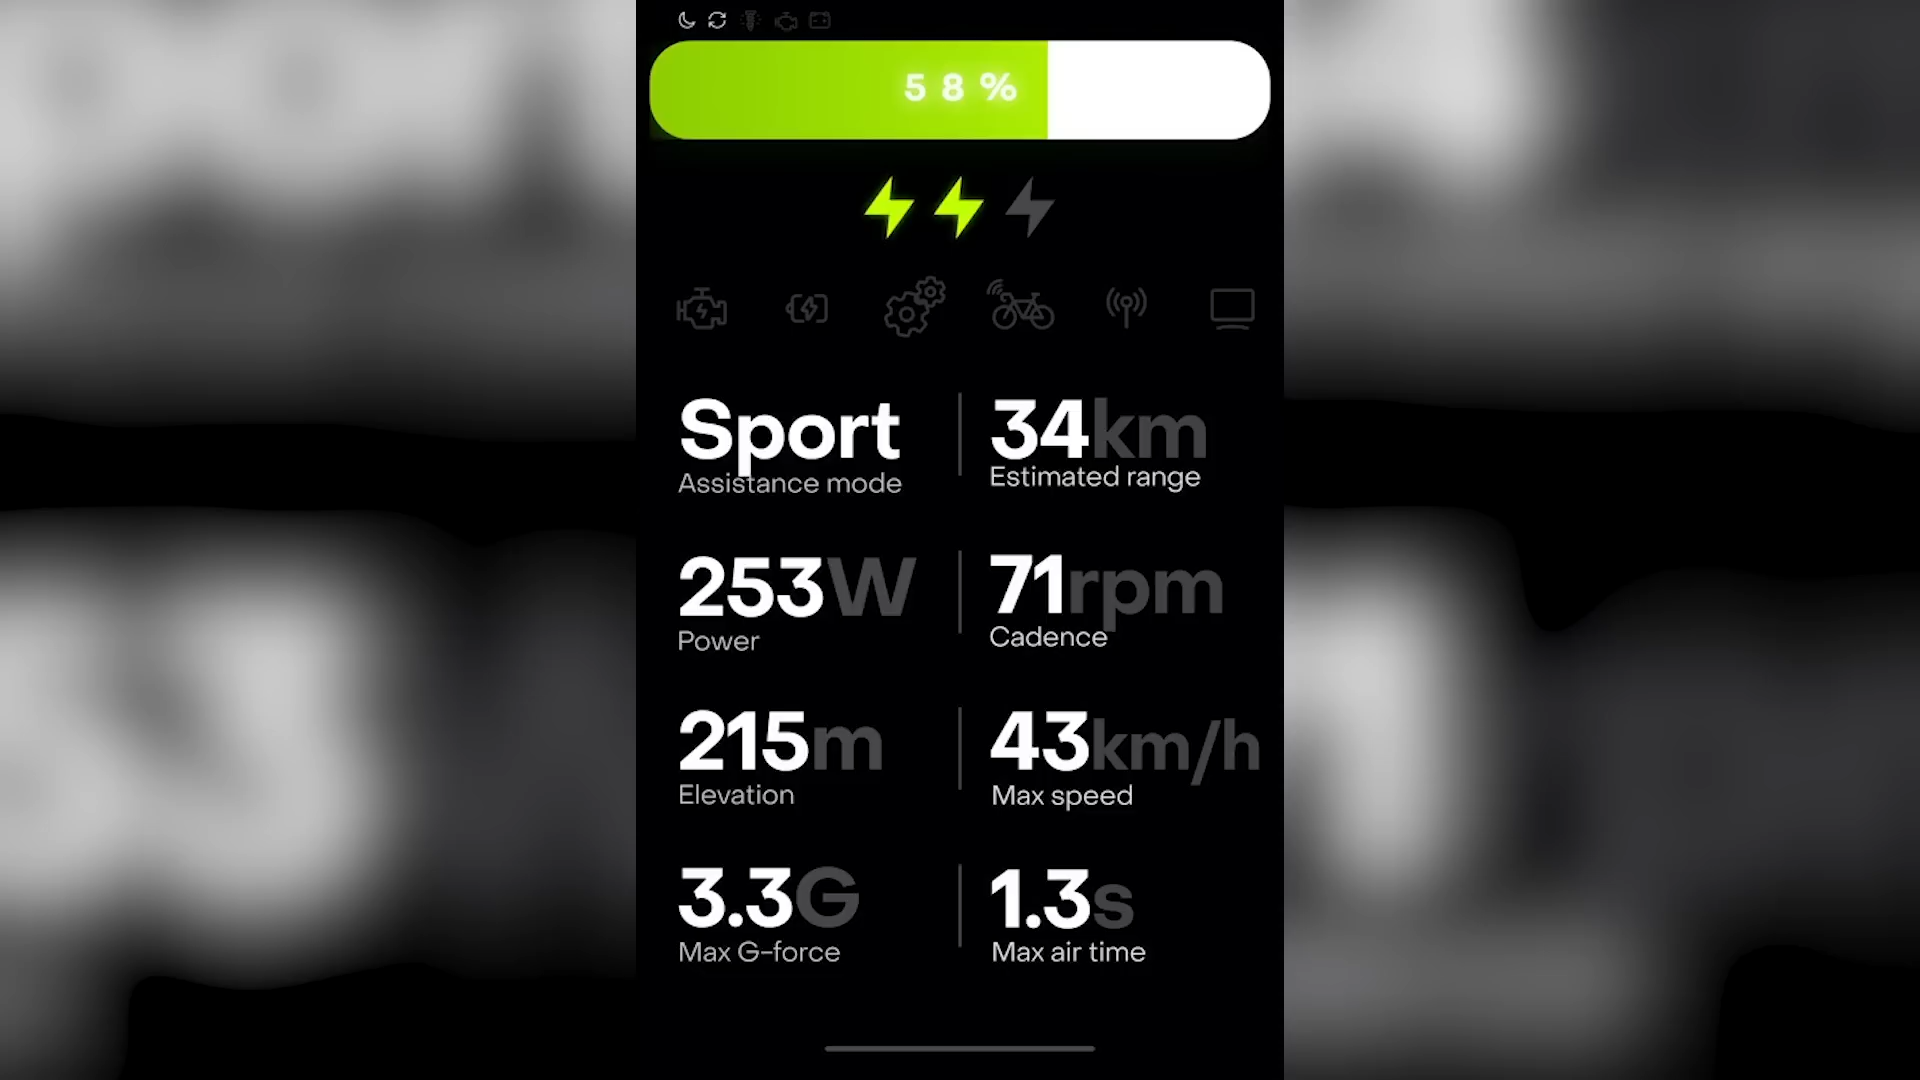 58%
Sport
Assistance mode
34km
Estimated range
253W
Power
71rpm
Cadence
215m
Elevation
43km/h
Max speed
3.3G
Max G-force
1.3s
Max air time